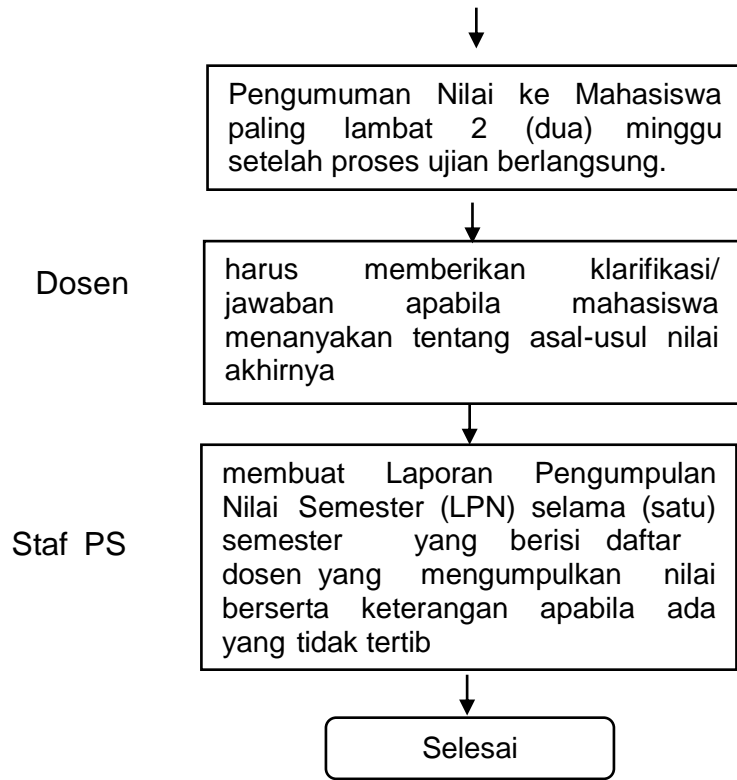 Pengumuman Nilai ke Mahasiswa
paling lambat 2 (dua) minggu
setelah proses ujian berlangsung.
Dosen
harus memberikan klarifikasi/
jawaban apabila mahasiswa
menanyakan tentang asal-usul nilai
akhirnya
Staf PS
membuat Laporan Pengumpulan
Nilai Semester (LPN) selama (satu)
semester yang berisi daftar
dosen yang mengumpulkan nilai
berserta keterangan apabila ada
yang tidak tertib
Selesai